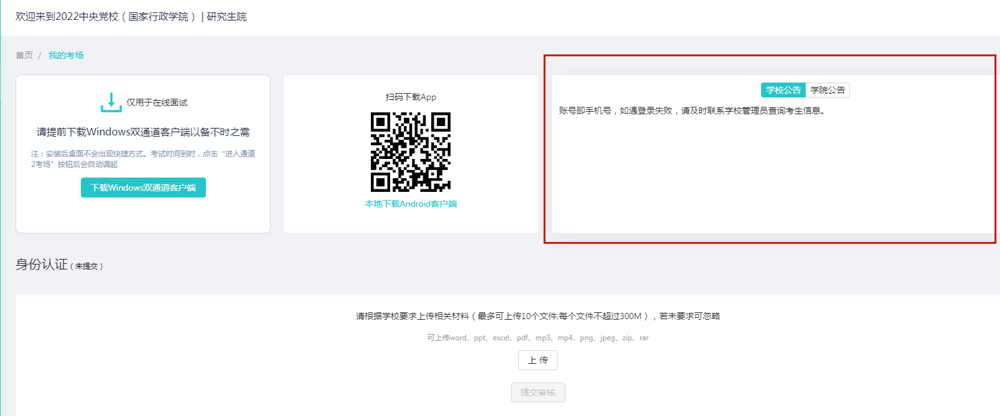 欢迎来到2022中央党校（国家行政学院） | 研究生院
首页 / 我的考场
仅用于在线面试
请提前下载Windows双通道客户端以备不时之需
注：安装后桌面不会出现快捷方式。考试时间到时，点击“进入通道
2考场”按钮后会自动调起
下载Windows双通道客户端
扫码下载App
本地下载Android客户端
学校公告 学院公告
账号即手机号，如遇登录失败，请及时联系学校管理员查询考生信息。
身份认证（未提交）
请根据学校要求上传相关材料（最多可上传10个文件,每个文件不超过300M），若未要求可忽略
可上传word、ppt、excel、pdf、mp3、mp4、png、jpeg、zip、rar
上 传
提交审核